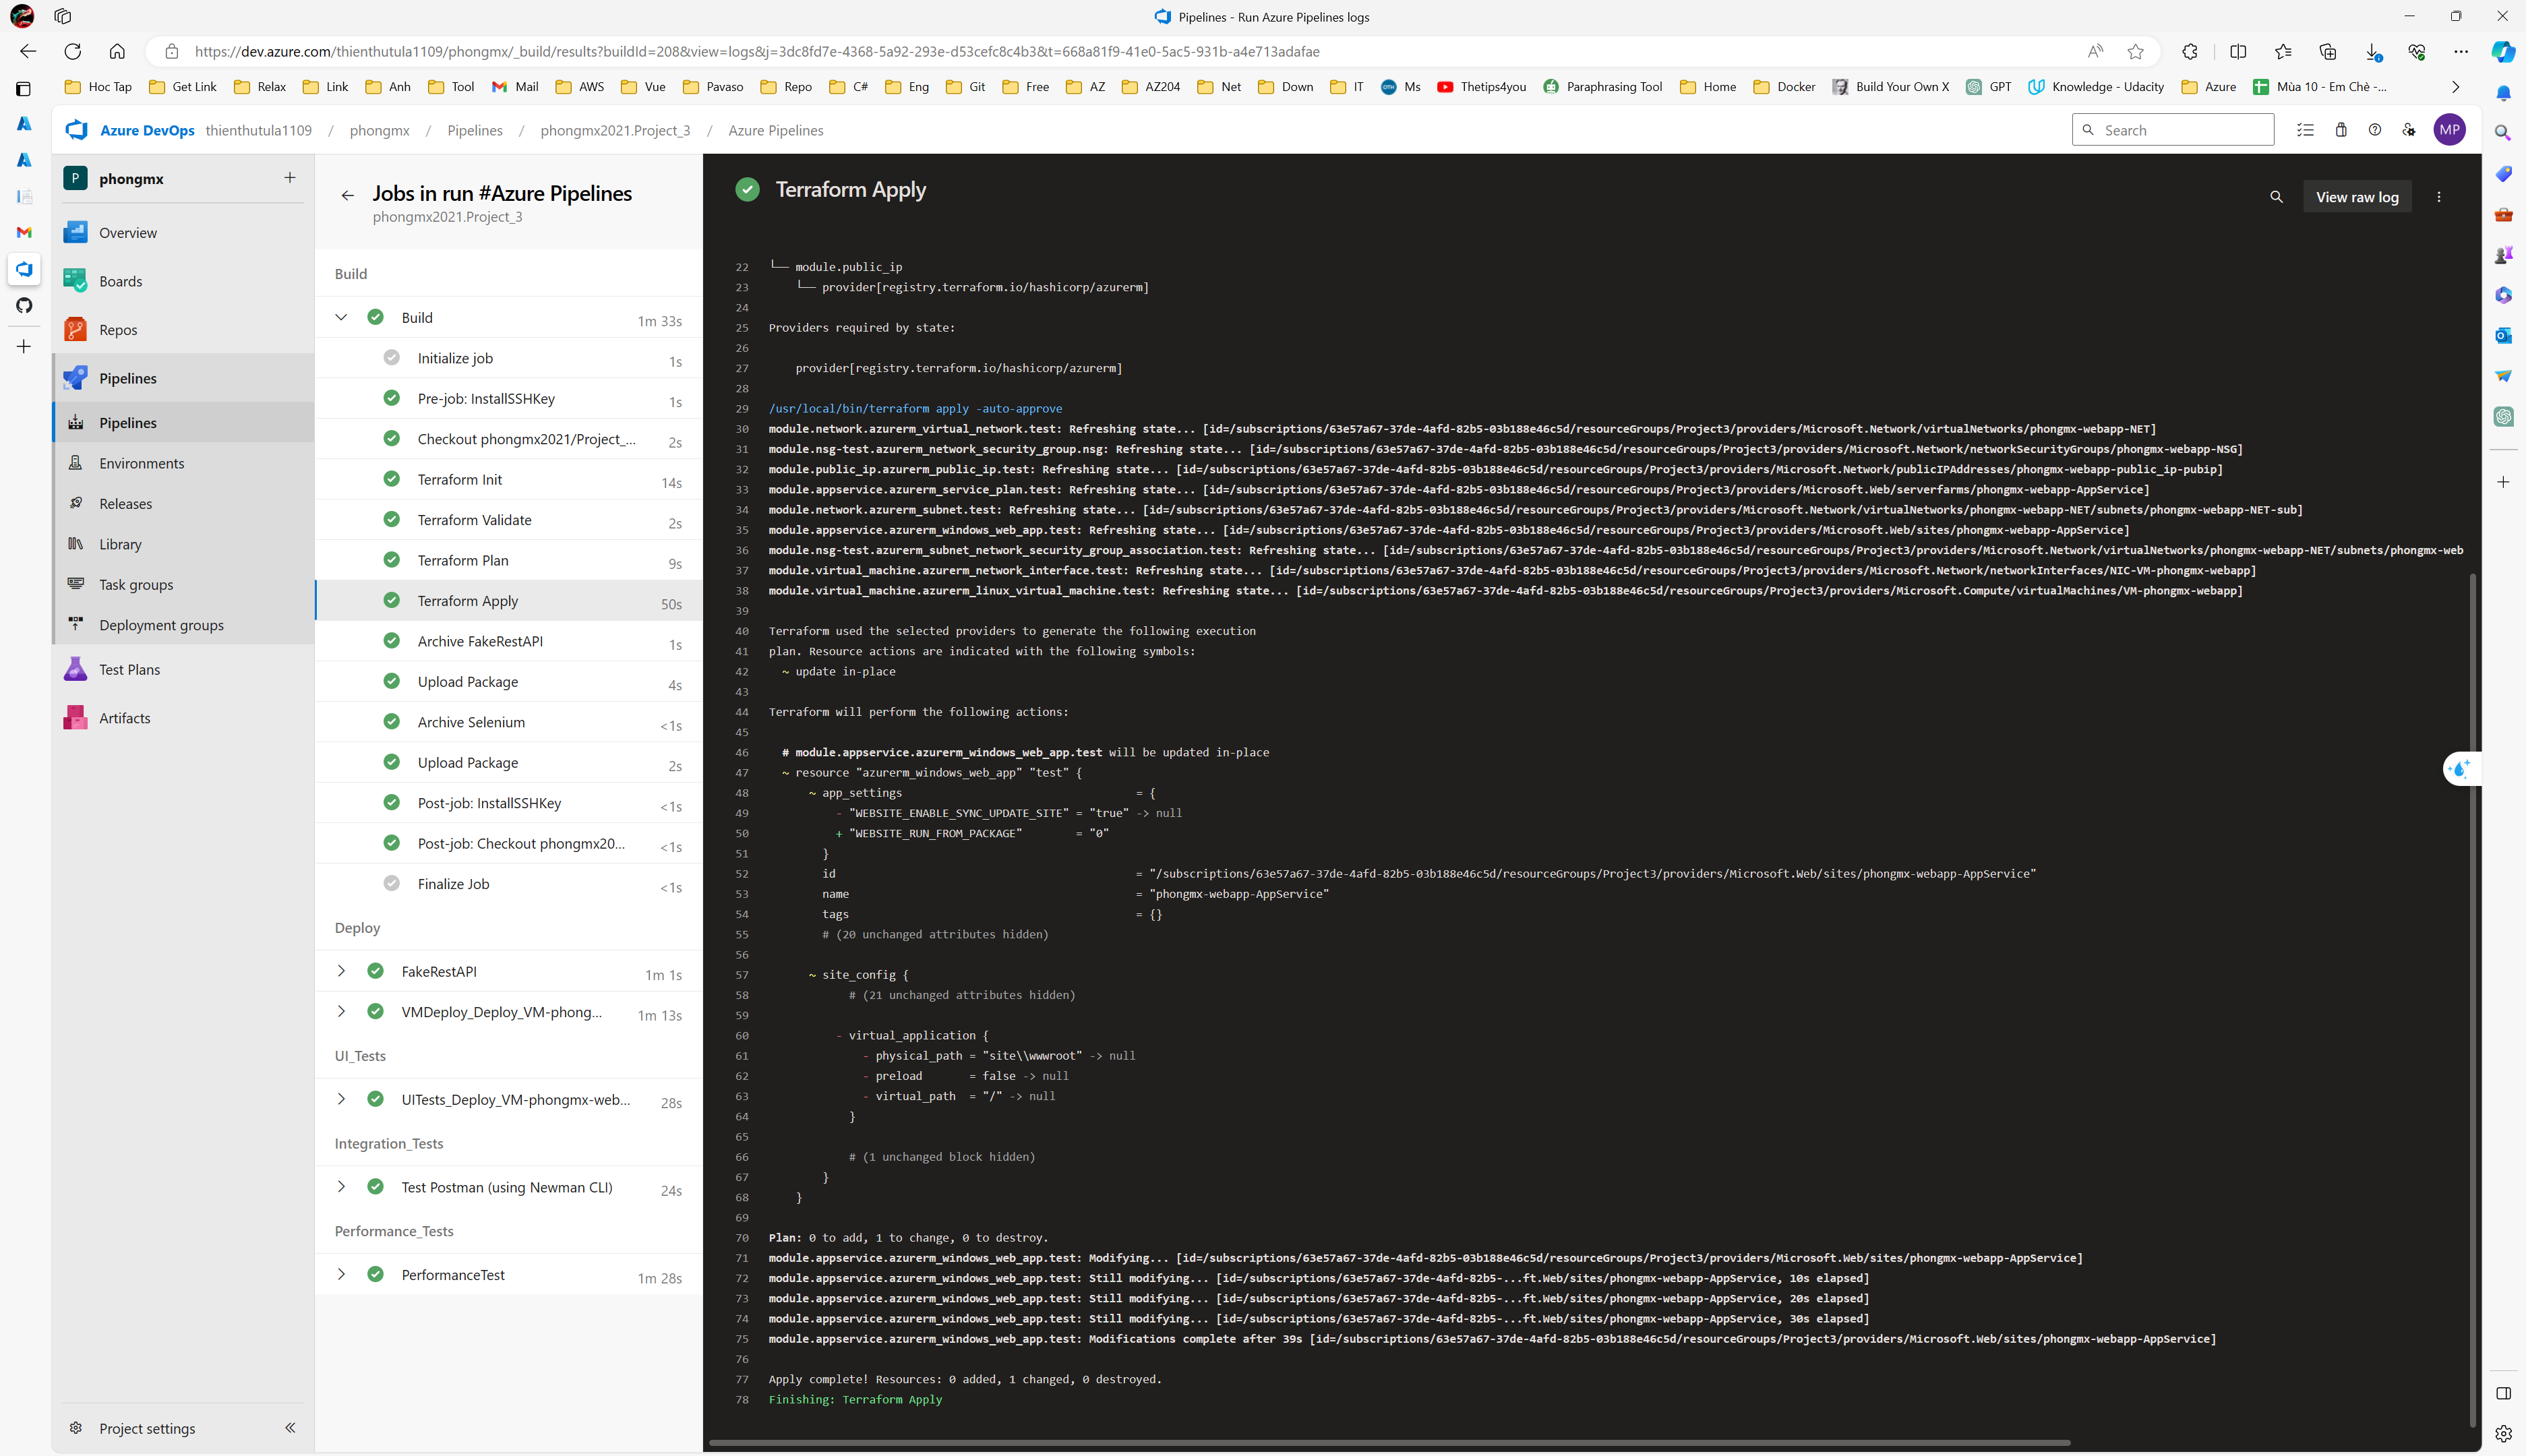 Pipelines - Run Azure Pipelines logs
https://dev.azure.com/thienthutula1109/phongmx/_build/results?buildId=208&view=logs&j=3dc8fd7e-4368-5a92-293e-d53cefc8c4b3&t=668a81f9-41e0-5ac5-931b-a4e713adafae
Hoc Tap Get Link Relax Link Anh Tool Mail AWS Vue Pavaso Repo C# Eng Git Free AZ AZ204 Net Down IT Ms Thetips4you Paraphrasing Tool Home Docker Build Your Own X GPT Knowledge - Udacity Azure Mùa 10 - Em Chè -...
Azure DevOps thienthutula1109 / phongmx / Pipelines / phongmx2021.Project_3 / Azure Pipelines Search MP
P phongmx
Overview
Boards
Repos
Pipelines
Pipelines
Environments
Releases
Library
Task groups
Deployment groups
Test Plans
Artifacts
Project settings
Jobs in run #Azure Pipelines
phongmx2021.Project_3
Build
Build 1m 33s
Initialize job 1s
Pre-job: InstallSSHKey 1s
Checkout phongmx2021/Project_... 2s
Terraform Init 14s
Terraform Validate 2s
Terraform Plan 9s
Terraform Apply 50s
Archive FakeRestAPI 1s
Upload Package 4s
Archive Selenium <1s
Upload Package 2s
Post-job: InstallSSHKey <1s
Post-job: Checkout phongmx20... <1s
Finalize Job <1s
Deploy
FakeRestAPI 1m 1s
VMDeploy_Deploy_VM-phong... 1m 13s
UI_Tests
UITests_Deploy_VM-phongmx-web... 28s
Integration_Tests
Test Postman (using Newman CLI) 24s
Performance_Tests
PerformanceTest 1m 28s
Terraform Apply
View raw log
22 └── module.public_ip
23 └── provider[registry.terraform.io/hashicorp/azurerm]
24
25 Providers required by state:
26
27 provider[registry.terraform.io/hashicorp/azurerm]
28
29 /usr/local/bin/terraform apply -auto-approve
30 module.network.azurerm_virtual_network.test: Refreshing state... [id=/subscriptions/63e57a67-37de-4afd-82b5-03b188e46c5d/resourceGroups/Project3/providers/Microsoft.Network/virtualNetworks/phongmx-webapp-NET]
31 module.nsg-test.azurerm_network_security_group.nsg: Refreshing state... [id=/subscriptions/63e57a67-37de-4afd-82b5-03b188e46c5d/resourceGroups/Project3/providers/Microsoft.Network/networkSecurityGroups/phongmx-webapp-NSG]
32 module.public_ip.azurerm_public_ip.test: Refreshing state... [id=/subscriptions/63e57a67-37de-4afd-82b5-03b188e46c5d/resourceGroups/Project3/providers/Microsoft.Network/publicIPAddresses/phongmx-webapp-public_ip-pubip]
33 module.appservice.azurerm_service_plan.test: Refreshing state... [id=/subscriptions/63e57a67-37de-4afd-82b5-03b188e46c5d/resourceGroups/Project3/providers/Microsoft.Web/serverfarms/phongmx-webapp-AppService]
34 module.network.azurerm_subnet.test: Refreshing state... [id=/subscriptions/63e57a67-37de-4afd-82b5-03b188e46c5d/resourceGroups/Project3/providers/Microsoft.Network/virtualNetworks/phongmx-webapp-NET/subnets/phongmx-webapp-NET-sub]
35 module.appservice.azurerm_windows_web_app.test: Refreshing state... [id=/subscriptions/63e57a67-37de-4afd-82b5-03b188e46c5d/resourceGroups/Project3/providers/Microsoft.Web/sites/phongmx-webapp-AppService]
36 module.nsg-test.azurerm_subnet_network_security_group_association.test: Refreshing state... [id=/subscriptions/63e57a67-37de-4afd-82b5-03b188e46c5d/resourceGroups/Project3/providers/Microsoft.Network/virtualNetworks/phongmx-webapp-NET/subnets/phongmx-web
37 module.virtual_machine.azurerm_network_interface.test: Refreshing state... [id=/subscriptions/63e57a67-37de-4afd-82b5-03b188e46c5d/resourceGroups/Project3/providers/Microsoft.Network/networkInterfaces/NIC-VM-phongmx-webapp]
38 module.virtual_machine.azurerm_linux_virtual_machine.test: Refreshing state... [id=/subscriptions/63e57a67-37de-4afd-82b5-03b188e46c5d/resourceGroups/Project3/providers/Microsoft.Compute/virtualMachines/VM-phongmx-webapp]
39
40 Terraform used the selected providers to generate the following execution
41 plan. Resource actions are indicated with the following symbols:
42 ~ update in-place
43
44 Terraform will perform the following actions:
45
46 # module.appservice.azurerm_windows_web_app.test will be updated in-place
47 ~ resource "azurerm_windows_web_app" "test" {
48 ~ app_settings = {
49 - "WEBSITE_ENABLE_SYNC_UPDATE_SITE" = "true" -> null
50 + "WEBSITE_RUN_FROM_PACKAGE" = "0"
51 }
52 id = "/subscriptions/63e57a67-37de-4afd-82b5-03b188e46c5d/resourceGroups/Project3/providers/Microsoft.Web/sites/phongmx-webapp-AppService"
53 name = "phongmx-webapp-AppService"
54 tags = {}
55 # (20 unchanged attributes hidden)
56
57 ~ site_config {
58 # (21 unchanged attributes hidden)
59
60 - virtual_application {
61 - physical_path = "site\\wwwroot" -> null
62 - preload = false -> null
63 - virtual_path = "/" -> null
64 }
65
66 # (1 unchanged block hidden)
67 }
68 }
69
70 Plan: 0 to add, 1 to change, 0 to destroy.
71 module.appservice.azurerm_windows_web_app.test: Modifying... [id=/subscriptions/63e57a67-37de-4afd-82b5-03b188e46c5d/resourceGroups/Project3/providers/Microsoft.Web/sites/phongmx-webapp-AppService]
72 module.appservice.azurerm_windows_web_app.test: Still modifying... [id=/subscriptions/63e57a67-37de-4afd-82b5-...ft.Web/sites/phongmx-webapp-AppService, 10s elapsed]
73 module.appservice.azurerm_windows_web_app.test: Still modifying... [id=/subscriptions/63e57a67-37de-4afd-82b5-...ft.Web/sites/phongmx-webapp-AppService, 20s elapsed]
74 module.appservice.azurerm_windows_web_app.test: Still modifying... [id=/subscriptions/63e57a67-37de-4afd-82b5-...ft.Web/sites/phongmx-webapp-AppService, 30s elapsed]
75 module.appservice.azurerm_windows_web_app.test: Modifications complete after 39s [id=/subscriptions/63e57a67-37de-4afd-82b5-03b188e46c5d/resourceGroups/Project3/providers/Microsoft.Web/sites/phongmx-webapp-AppService]
76
77 Apply complete! Resources: 0 added, 1 changed, 0 destroyed.
78 Finishing: Terraform Apply